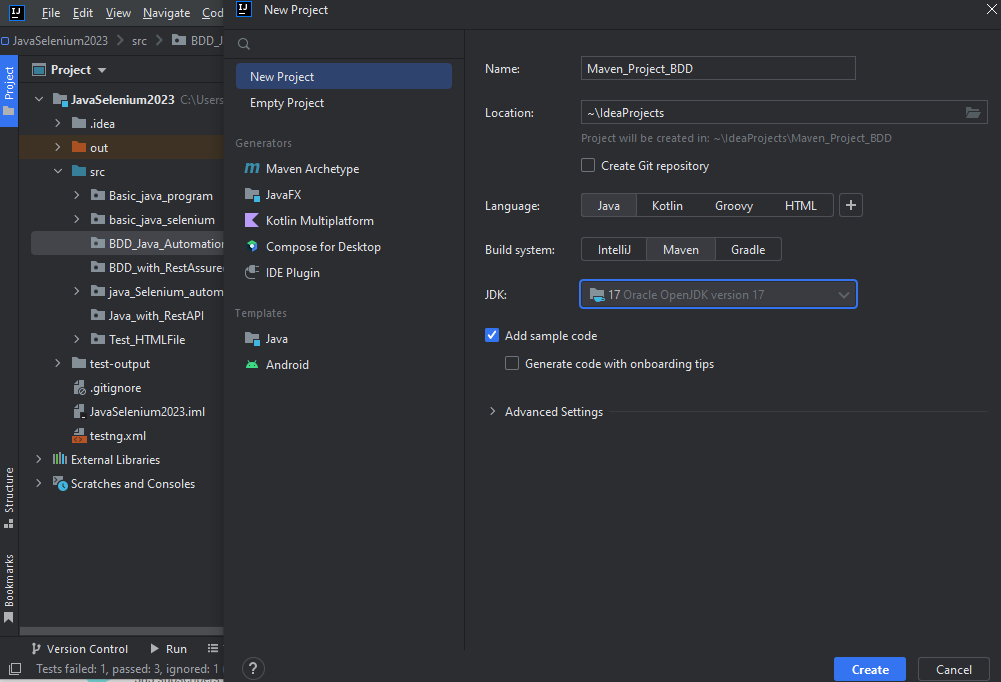 IJ File Edit View Navigate Cod
JavaSelenium2023 > src > BDD_J
Project
Project
JavaSelenium2023 C:\Users
.idea
out
src
Basic_java_program
basic_java_selenium
BDD_Java_Automation
BDD_with_RestAssure
java_Selenium_autom
Java_with_RestAPI
Test_HTMLFile
test-output
.gitignore
JavaSelenium2023.iml
testng.xml
External Libraries
Scratches and Consoles
Structure
Bookmarks
Version Control Run
Tests failed: 1, passed: 3, ignored: 1
IJ New Project
New Project
Empty Project
Generators
m Maven Archetype
JavaFX
Kotlin Multiplatform
Compose for Desktop
IDE Plugin
Templates
Java
Android
?
Name: Maven_Project_BDD
Location: ~\IdeaProjects
Project will be created in: ~\IdeaProjects\Maven_Project_BDD
Create Git repository
Language: Java Kotlin Groovy HTML +
Build system: IntelliJ Maven Gradle
JDK: 17 Oracle OpenJDK version 17
Add sample code
Generate code with onboarding tips
Advanced Settings
Create Cancel